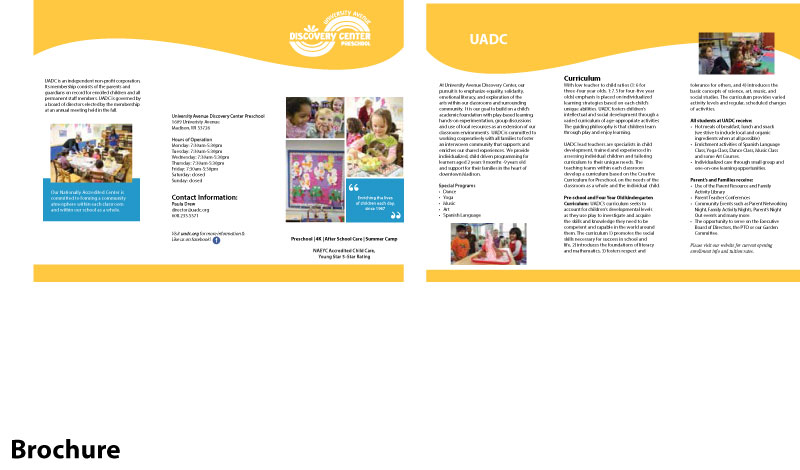 UNIVERSITY AVENUE
DISCOVERY CENTER
PRESCHOOL
UADC is an independent non-profit corporation.
Its membership consists of the parents and
guardians on record for enrolled children and all
permanent staff members. UADC is governed by
a board of directors elected by the membership
at an annual meeting held in the fall.
Our Nationally Accredited Center is
committed to forming a community
atmosphere within each classroom
and within our school as a whole.
University Avenue Discovery Center Preschool
1609 University Avenue
Madison, WI 53726
Hours of Operation
Monday: 7:30am-5:30pm
Tuesday: 7:30am-5:30pm
Wednesday: 7:30am-5:30pm
Thursday: 7:30am-5:30pm
Friday: 7:30am-5:30pm
Saturday: closed
Sunday: closed
Contact Information:
Paula Drew
director@uadc.org
608.233.5371
Visit uadc.org for more information &
Like us on Facebook!
“
Enriching the lives
of children each day,
since 1987
”
Preschool | 4K | After School Care | Summer Camp
NAEYC Accredited Child Care,
Young Star 5-Star Rating
UADC
At University Avenue Discovery Center, our
pursuit is to emphasize equality, solidarity,
emotional literacy, and exploration of the
arts within our classroom and surrounding
community. It is our goal to build on a child's
academic foundation with play-based learning,
hands on experimentation, group discussions
and use of local resources as an extension of our
classroom environments. UADC is committed to
working cooperatively with all families to foster
an interwoven community that supports and
enriches our shared experiences. We provide
individualized, child driven programming for
learners aged 2 years 9 months -9 years old
and support for their families in the heart of
downtown Madison.
Special Programs:
• Dance
• Yoga
• Music
• Art
• Spanish Language
Curriculum
With low teacher to child ratios (1:6 for
three-four year olds, 1:7.5 for four-five year
olds) emphasis is placed on individualized
learning strategies based on each child's
unique abilities. UADC fosters children's
intellectual and social development through a
varied curriculum of age-appropriate activities.
The guiding philosophy is that children learn
through play and enjoy learning.
UADC lead teachers are specialists in child
development, trained and experienced in
assessing individual children and tailoring
curriculum to their unique needs. The
teaching teams within each classroom
develop a curriculum based on the Creative
Curriculum for Preschool, on the needs of the
classroom as a whole and the individual child.
Pre-school and Four Year Old Kindergarten
Curriculum: UADC's curriculum seeks to
account for children's developmental levels
as they use play to investigate and acquire
the skills and knowledge they need to be
competent and capable in the world around
them. The curriculum 1) promotes the social
skills necessary for success in school and
life, 2) introduces the foundations of literacy
and mathematics, 3) fosters respect and
tolerance for others, and 4) introduces the
basic concepts of science, art, music, and
social studies. The curriculum provides varied
activity levels and regular, scheduled changes
of activities.
All students at UADC receive:
• Hot meals of breakfast, lunch and snack
(we strive to include local and organic
ingredients when at all possible)
• Enrichment activities of Spanish Language
Class, Yoga Class, Dance Class, Music Class
and some Art Courses
• Individualized care through small group and
one-on-one learning opportunities.
Parent's and Families receive:
• Use of the Parent Resource and Family
Activity Library
• Parent Teacher Conferences
• Community Events such as Parent Networking
Night, Family Activity Nights, Parent's Night
Out events and many more.
• The opportunity to serve on the Executive
Board of Directors, the PTO or our Garden
Committee.
Please visit our website for current opening
enrollment info and tuition rates.
Brochure